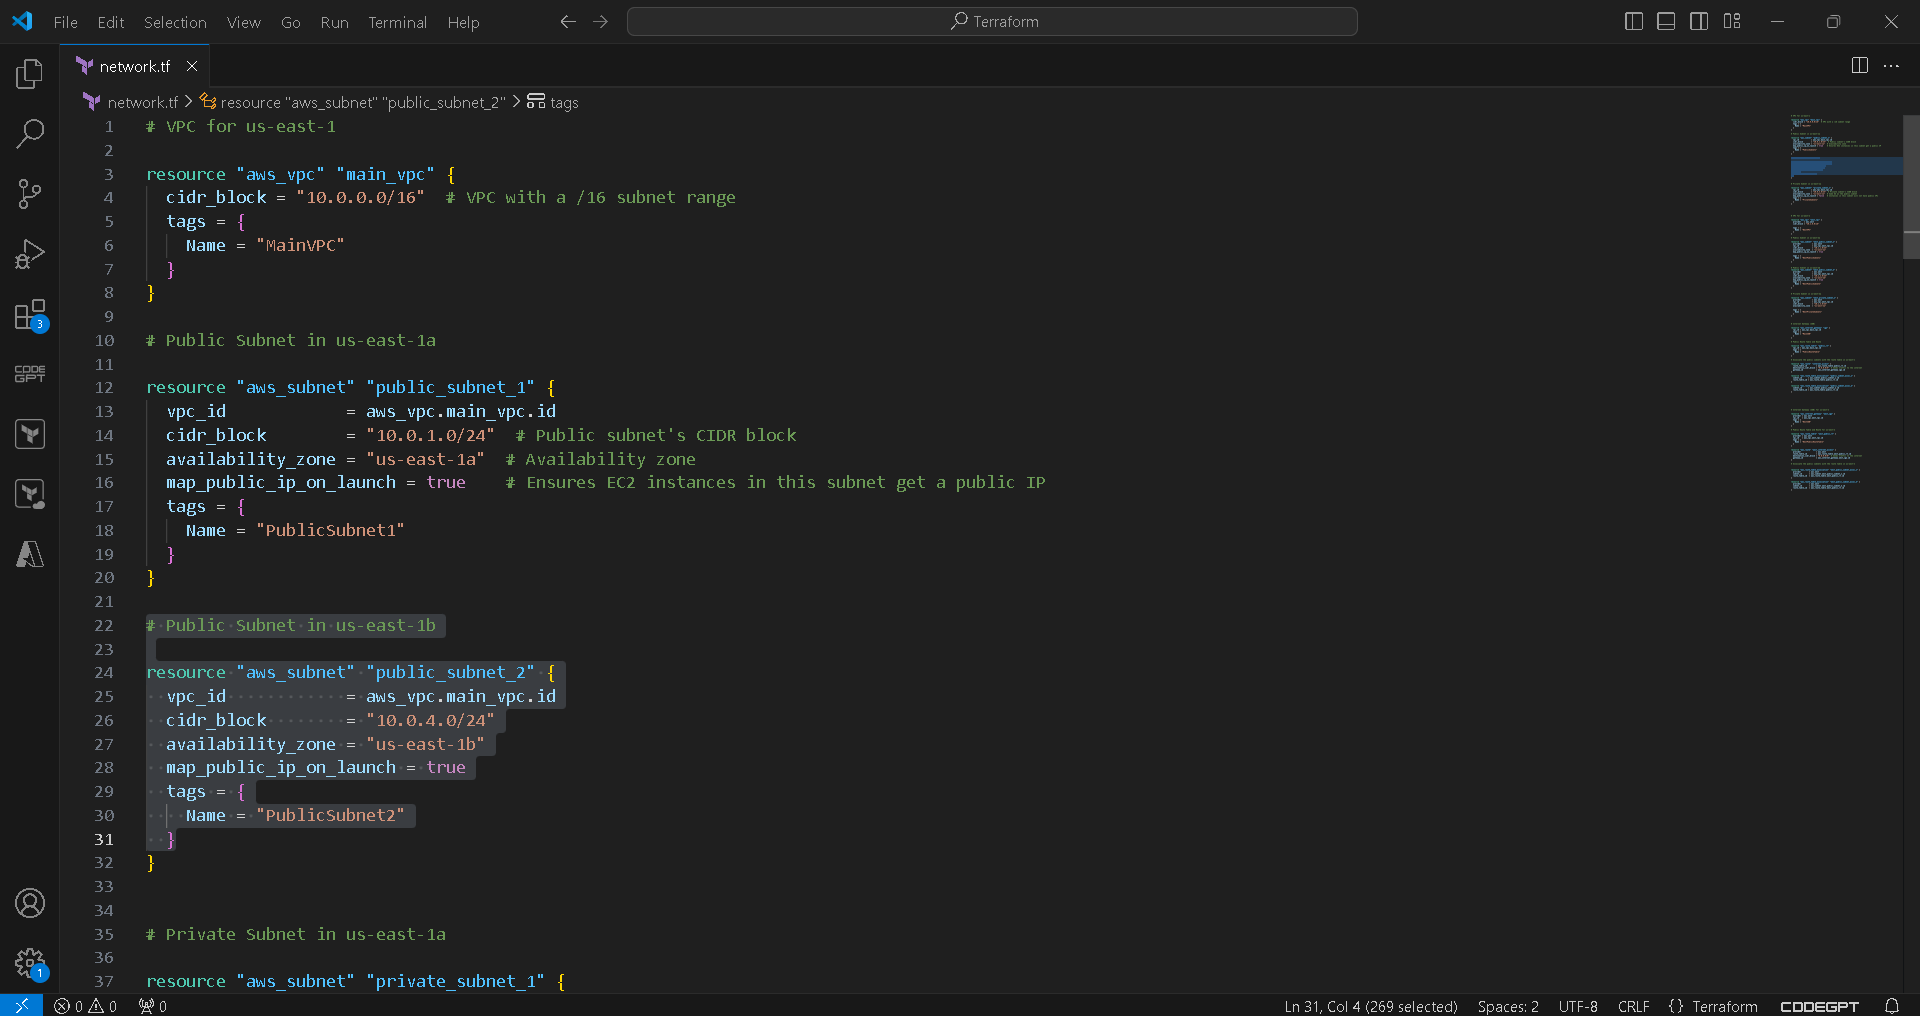 File Edit Selection View Go Run Terminal Help Terraform
network.tf
network.tf > resource "aws_subnet" "public_subnet_2" > tags
1 # VPC for us-east-1
2
3 resource "aws_vpc" "main_vpc" {
4 cidr_block = "10.0.0.0/16" # VPC with a /16 subnet range
5 tags = {
6 Name = "MainVPC"
7 }
8 }
9
10 # Public Subnet in us-east-1a
11
12 resource "aws_subnet" "public_subnet_1" {
13 vpc_id = aws_vpc.main_vpc.id
14 cidr_block = "10.0.1.0/24" # Public subnet's CIDR block
15 availability_zone = "us-east-1a" # Availability zone
16 map_public_ip_on_launch = true # Ensures EC2 instances in this subnet get a public IP
17 tags = {
18 Name = "PublicSubnet1"
19 }
20 }
21
22 # Public Subnet in us-east-1b
23
24 resource "aws_subnet" "public_subnet_2" {
25 vpc_id = aws_vpc.main_vpc.id
26 cidr_block = "10.0.4.0/24"
27 availability_zone = "us-east-1b"
28 map_public_ip_on_launch = true
29 tags = {
30 Name = "PublicSubnet2"
31 }
32 }
33
34
35 # Private Subnet in us-east-1a
36
37 resource "aws_subnet" "private_subnet_1" {
3
CODE
GPT
1
0 0 0 Ln 31, Col 4 (269 selected) Spaces: 2 UTF-8 CRLF {} Terraform CODEGPT